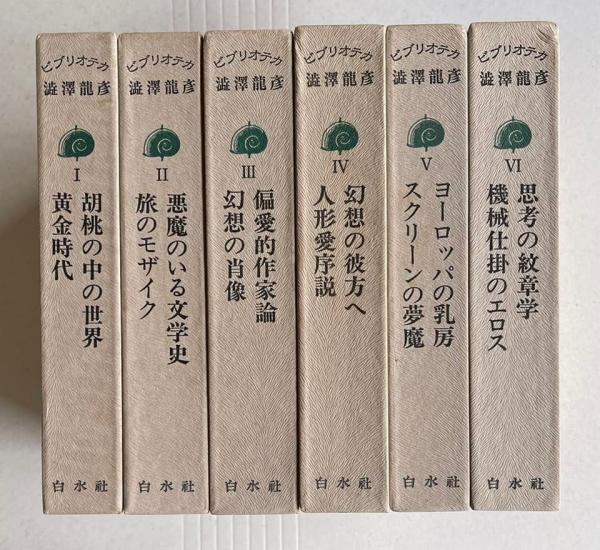 ビブリオテカ
澁澤龍彦
I
胡桃の中の世界
黄金時代
白水社
ビブリオテカ
澁澤龍彦
II
悪魔のいる文学史
旅のモザイク
白水社
ビブリオテカ
澁澤龍彦
III
偏愛的作家論
幻想の肖像
白水社
ビブリオテカ
澁澤龍彦
IV
幻想の彼方へ
人形愛序説
白水社
ビブリオテカ
澁澤龍彦
V
ヨーロッパの乳房
スクリーンの夢魔
白水社
ビブリオテカ
澁澤龍彦
VI
思考の紋章学
機械仕掛のエロス
白水社